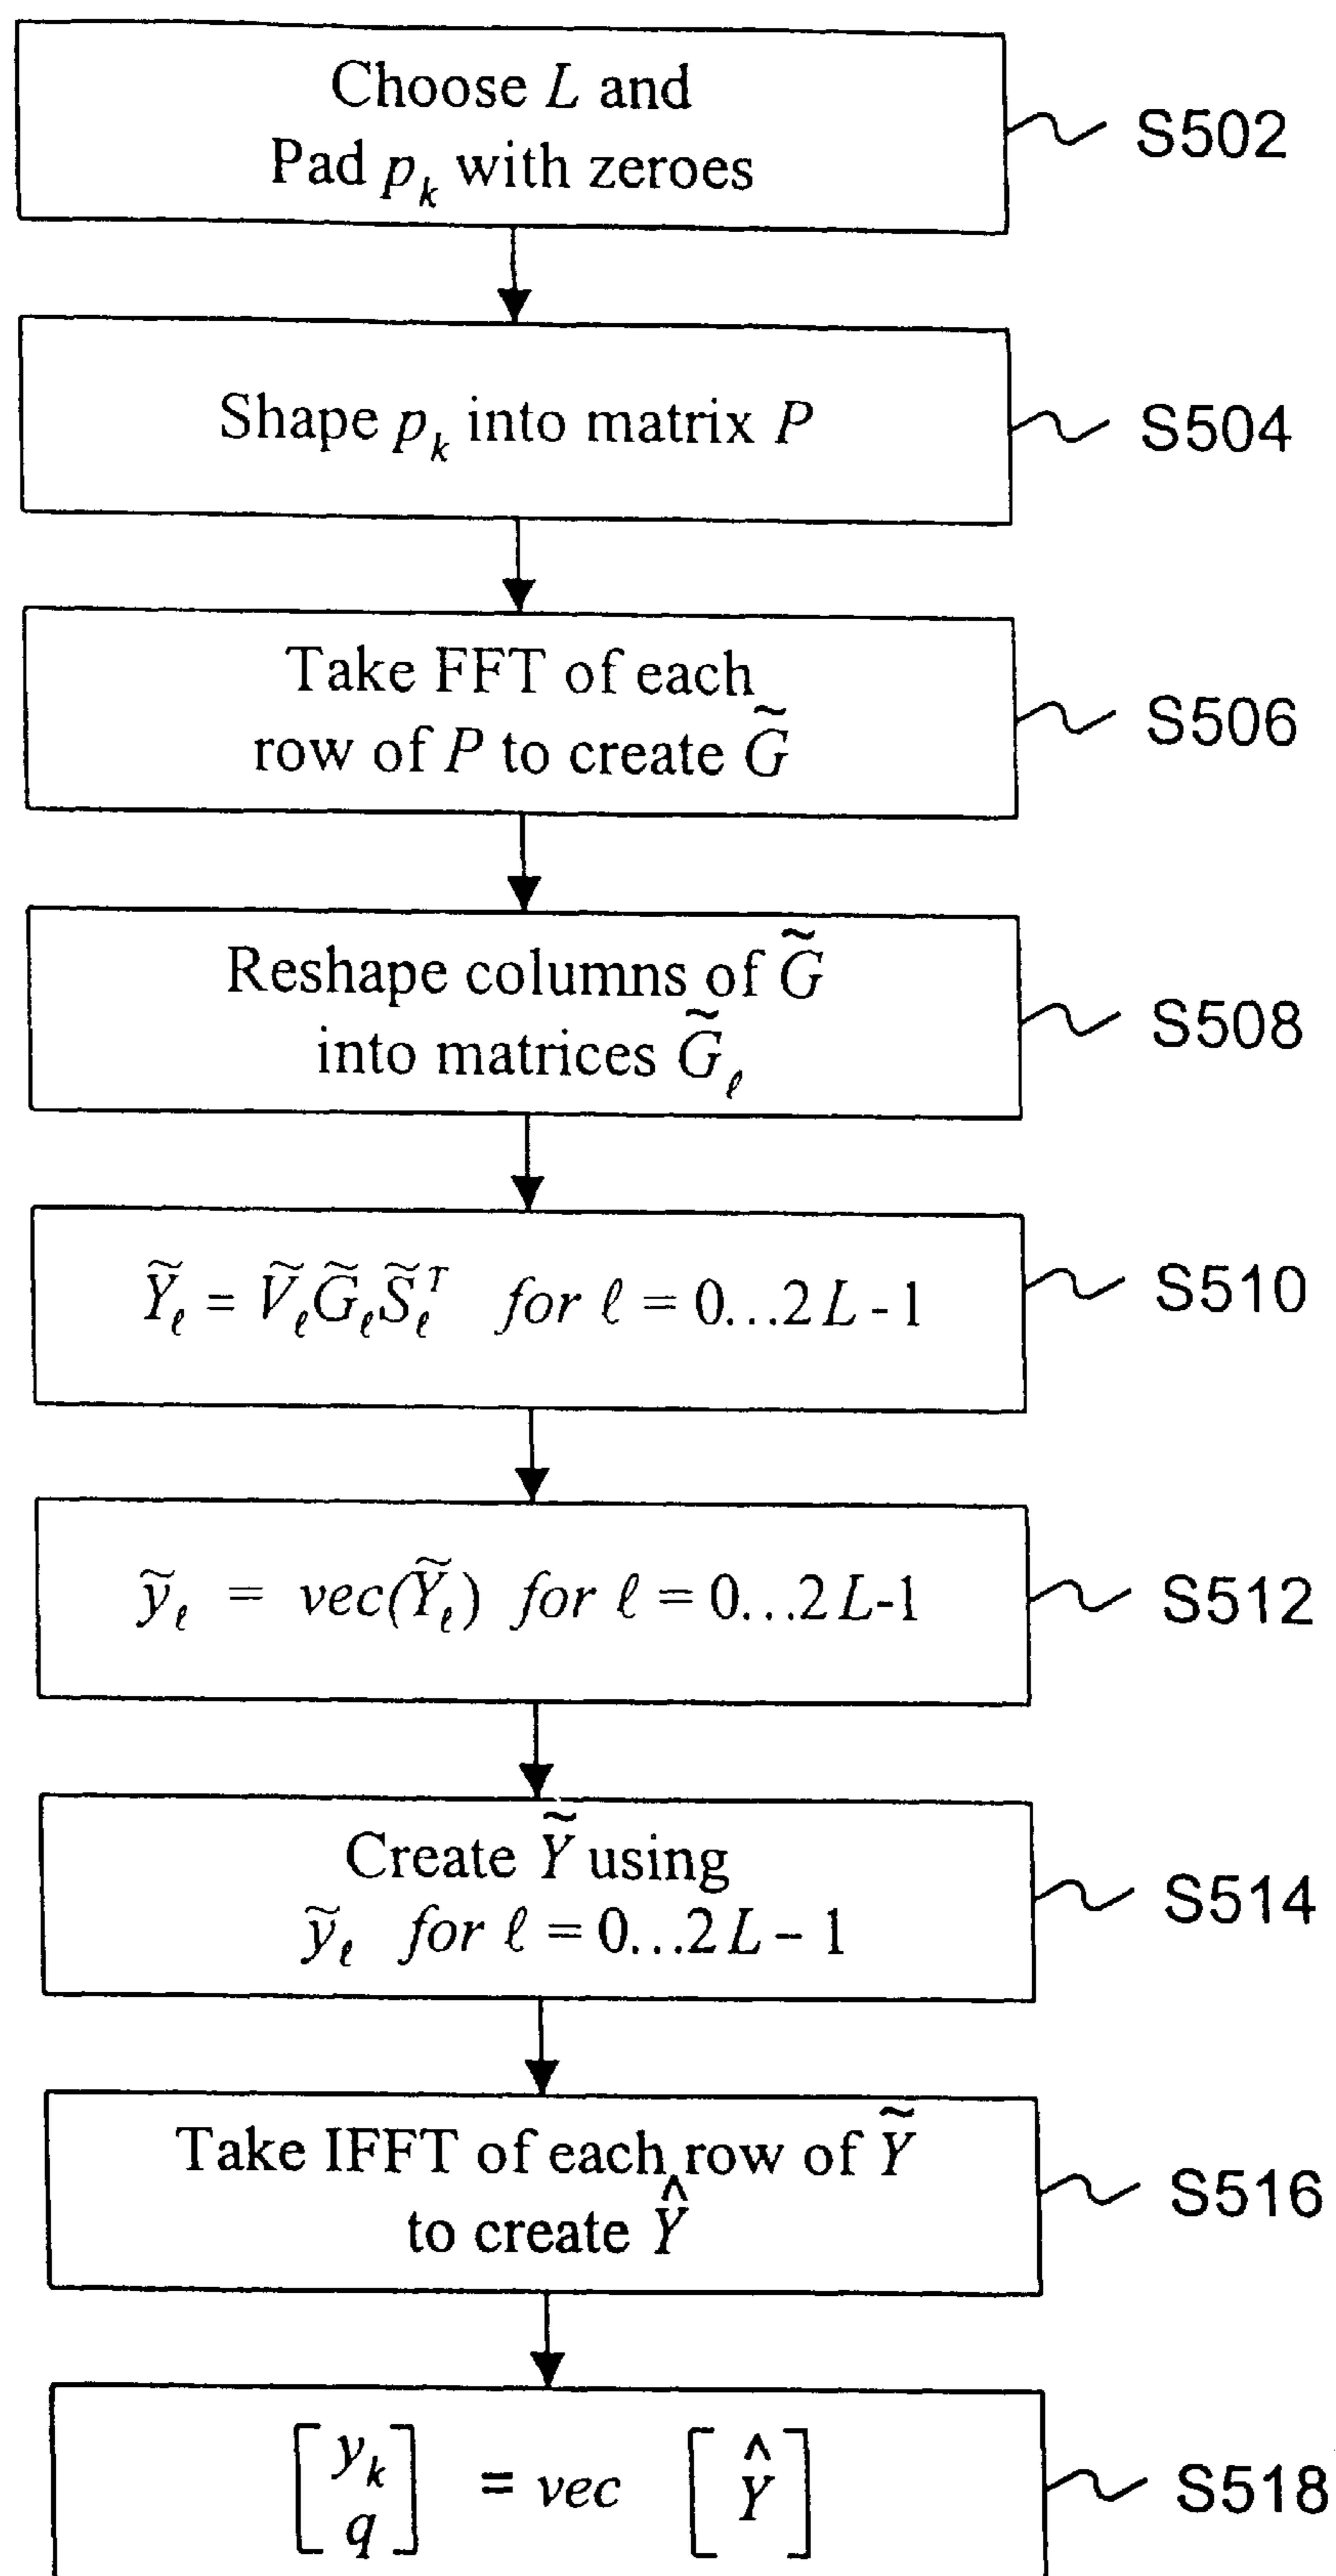 Choose L and
Pad pₖ with zeroes
S502
Shape pₖ into matrix P
S504
Take FFT of each
row of P to create G̃
S506
Reshape columns of G̃
into matrices G̃_ℓ
S508
Ỹ_ℓ = Ṽ_ℓ G̃_ℓ S̃_ℓ^T for ℓ = 0...2L-1
S510
ỹ_ℓ = vec(Ỹ_ℓ) for ℓ = 0...2L-1
S512
Create Ỹ using
ỹ_ℓ for ℓ = 0...2L-1
S514
Take IFFT of each row of Ỹ
to create Ŷ
S516
[yₖ q] = vec [Ŷ]
S518